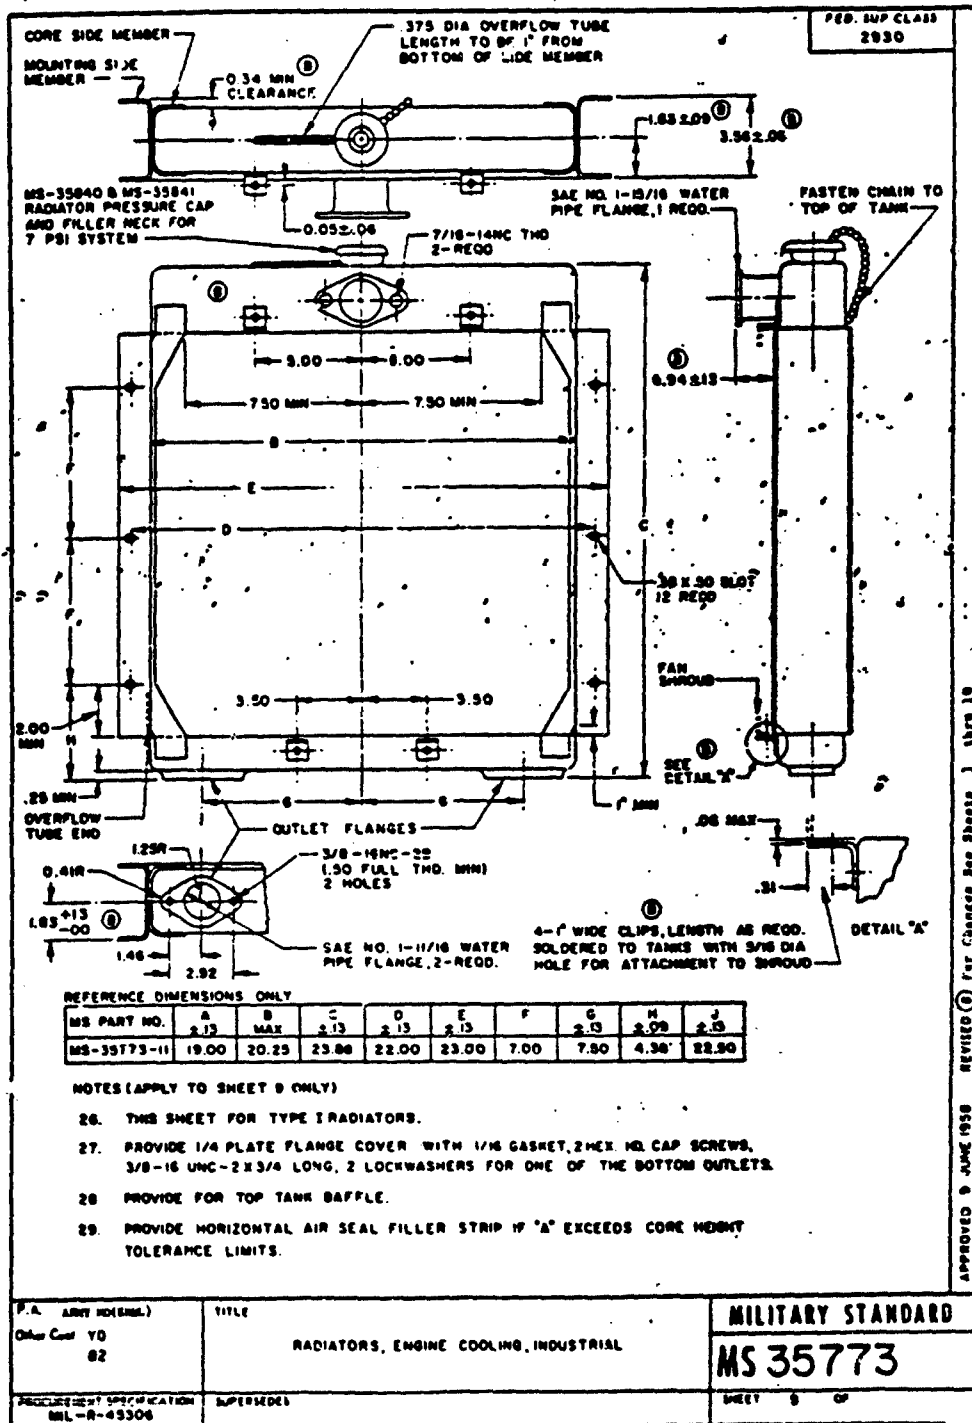 FED. SUP CLASS
2930
CORE SIDE MEMBER
.375 DIA OVERFLOW TUBE
LENGTH TO BE 1" FROM
BOTTOM OF SIDE MEMBER
MOUNTING SIDE
MEMBER
0.34 MIN
CLEARANCE
1.63±.09
3.56±.06
MS-35840 & MS-35841
RADIATOR PRESSURE CAP
AND FILLER NECK FOR
7 PSI SYSTEM
0.05±.06
7/16-14NC THD
2-REQD
SAE NO. 1-15/16 WATER
PIPE FLANGE, 1 REQD.
FASTEN CHAIN TO
TOP OF TANK
5.00
7.50 MIN
7.50 MIN
B
E
D
C
F
F
H
.50 SLOT
12 REQD
FAN
SHROUD
3.50
3.50
2.00
MIN
.25 MIN
OVERFLOW
TUBE END
G
G
1" MIN
SEE
DETAIL "A"
OUTLET FLANGES
1.25R
0.41R
3/8-16NC-2B
(.50 FULL THD. MIN)
2 HOLES
.06 MAX
.31
1.83 +.13
-.00
1.46
2.92
SAE NO. 1-11/16 WATER
PIPE FLANGE, 2-REQD.
4-1" WIDE CLIPS, LENGTH AS REQD.
SOLDERED TO TANKS WITH 5/16 DIA
HOLE FOR ATTACHMENT TO SHROUD
DETAIL "A"
REFERENCE DIMENSIONS ONLY
MS PART NO. A ±.13 B MAX C ±.13 D ±.13 E ±.13 F G ±.13 H ±.09 J ±.13
MS-35773-11 19.00 20.25 23.88 22.00 23.00 7.00 7.50 4.38 22.50
NOTES (APPLY TO SHEET 9 ONLY)
26. THIS SHEET FOR TYPE I RADIATORS.
27. PROVIDE 1/4 PLATE FLANGE COVER WITH 1/16 GASKET, 2 HEX. HD. CAP SCREWS,
3/8-16 UNC-2 X 3/4 LONG, 2 LOCKWASHERS FOR ONE OF THE BOTTOM OUTLETS.
28 PROVIDE FOR TOP TANK BAFFLE.
29. PROVIDE HORIZONTAL AIR SEAL FILLER STRIP IF "A" EXCEEDS CORE HEIGHT
TOLERANCE LIMITS.
APPROVED 9 JUNE 1958 REVISED For Changes See Sheets 1 thru 10
P.A.
Other Cust YD
82
TITLE
RADIATORS, ENGINE COOLING, INDUSTRIAL
MILITARY STANDARD
MS 35773
PROCUREMENT SPECIFICATION
MIL-R-45306
SUPERSEDES
SHEET 9 OF